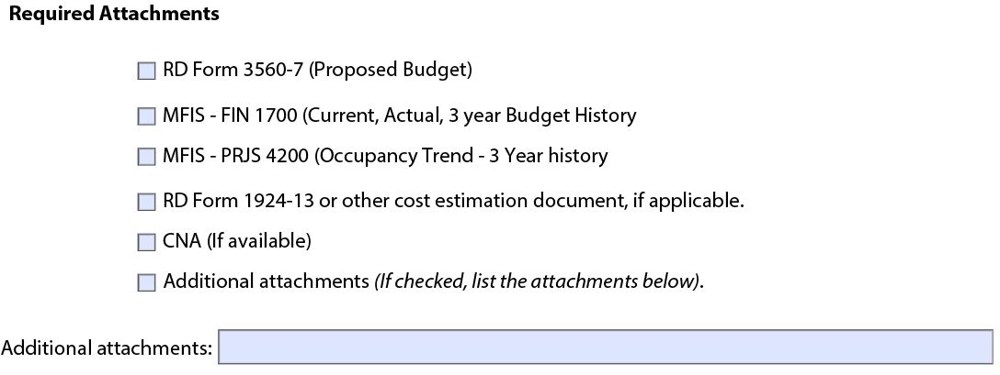 Required Attachments
RD Form 3560-7 (Proposed Budget)
MFIS - FIN 1700 (Current, Actual, 3 year Budget History
MFIS - PRJS 4200 (Occupancy Trend - 3 Year history
RD Form 1924-13 or other cost estimation document, if applicable.
CNA (If available)
Additional attachments (If checked, list the attachments below).
Additional attachments: